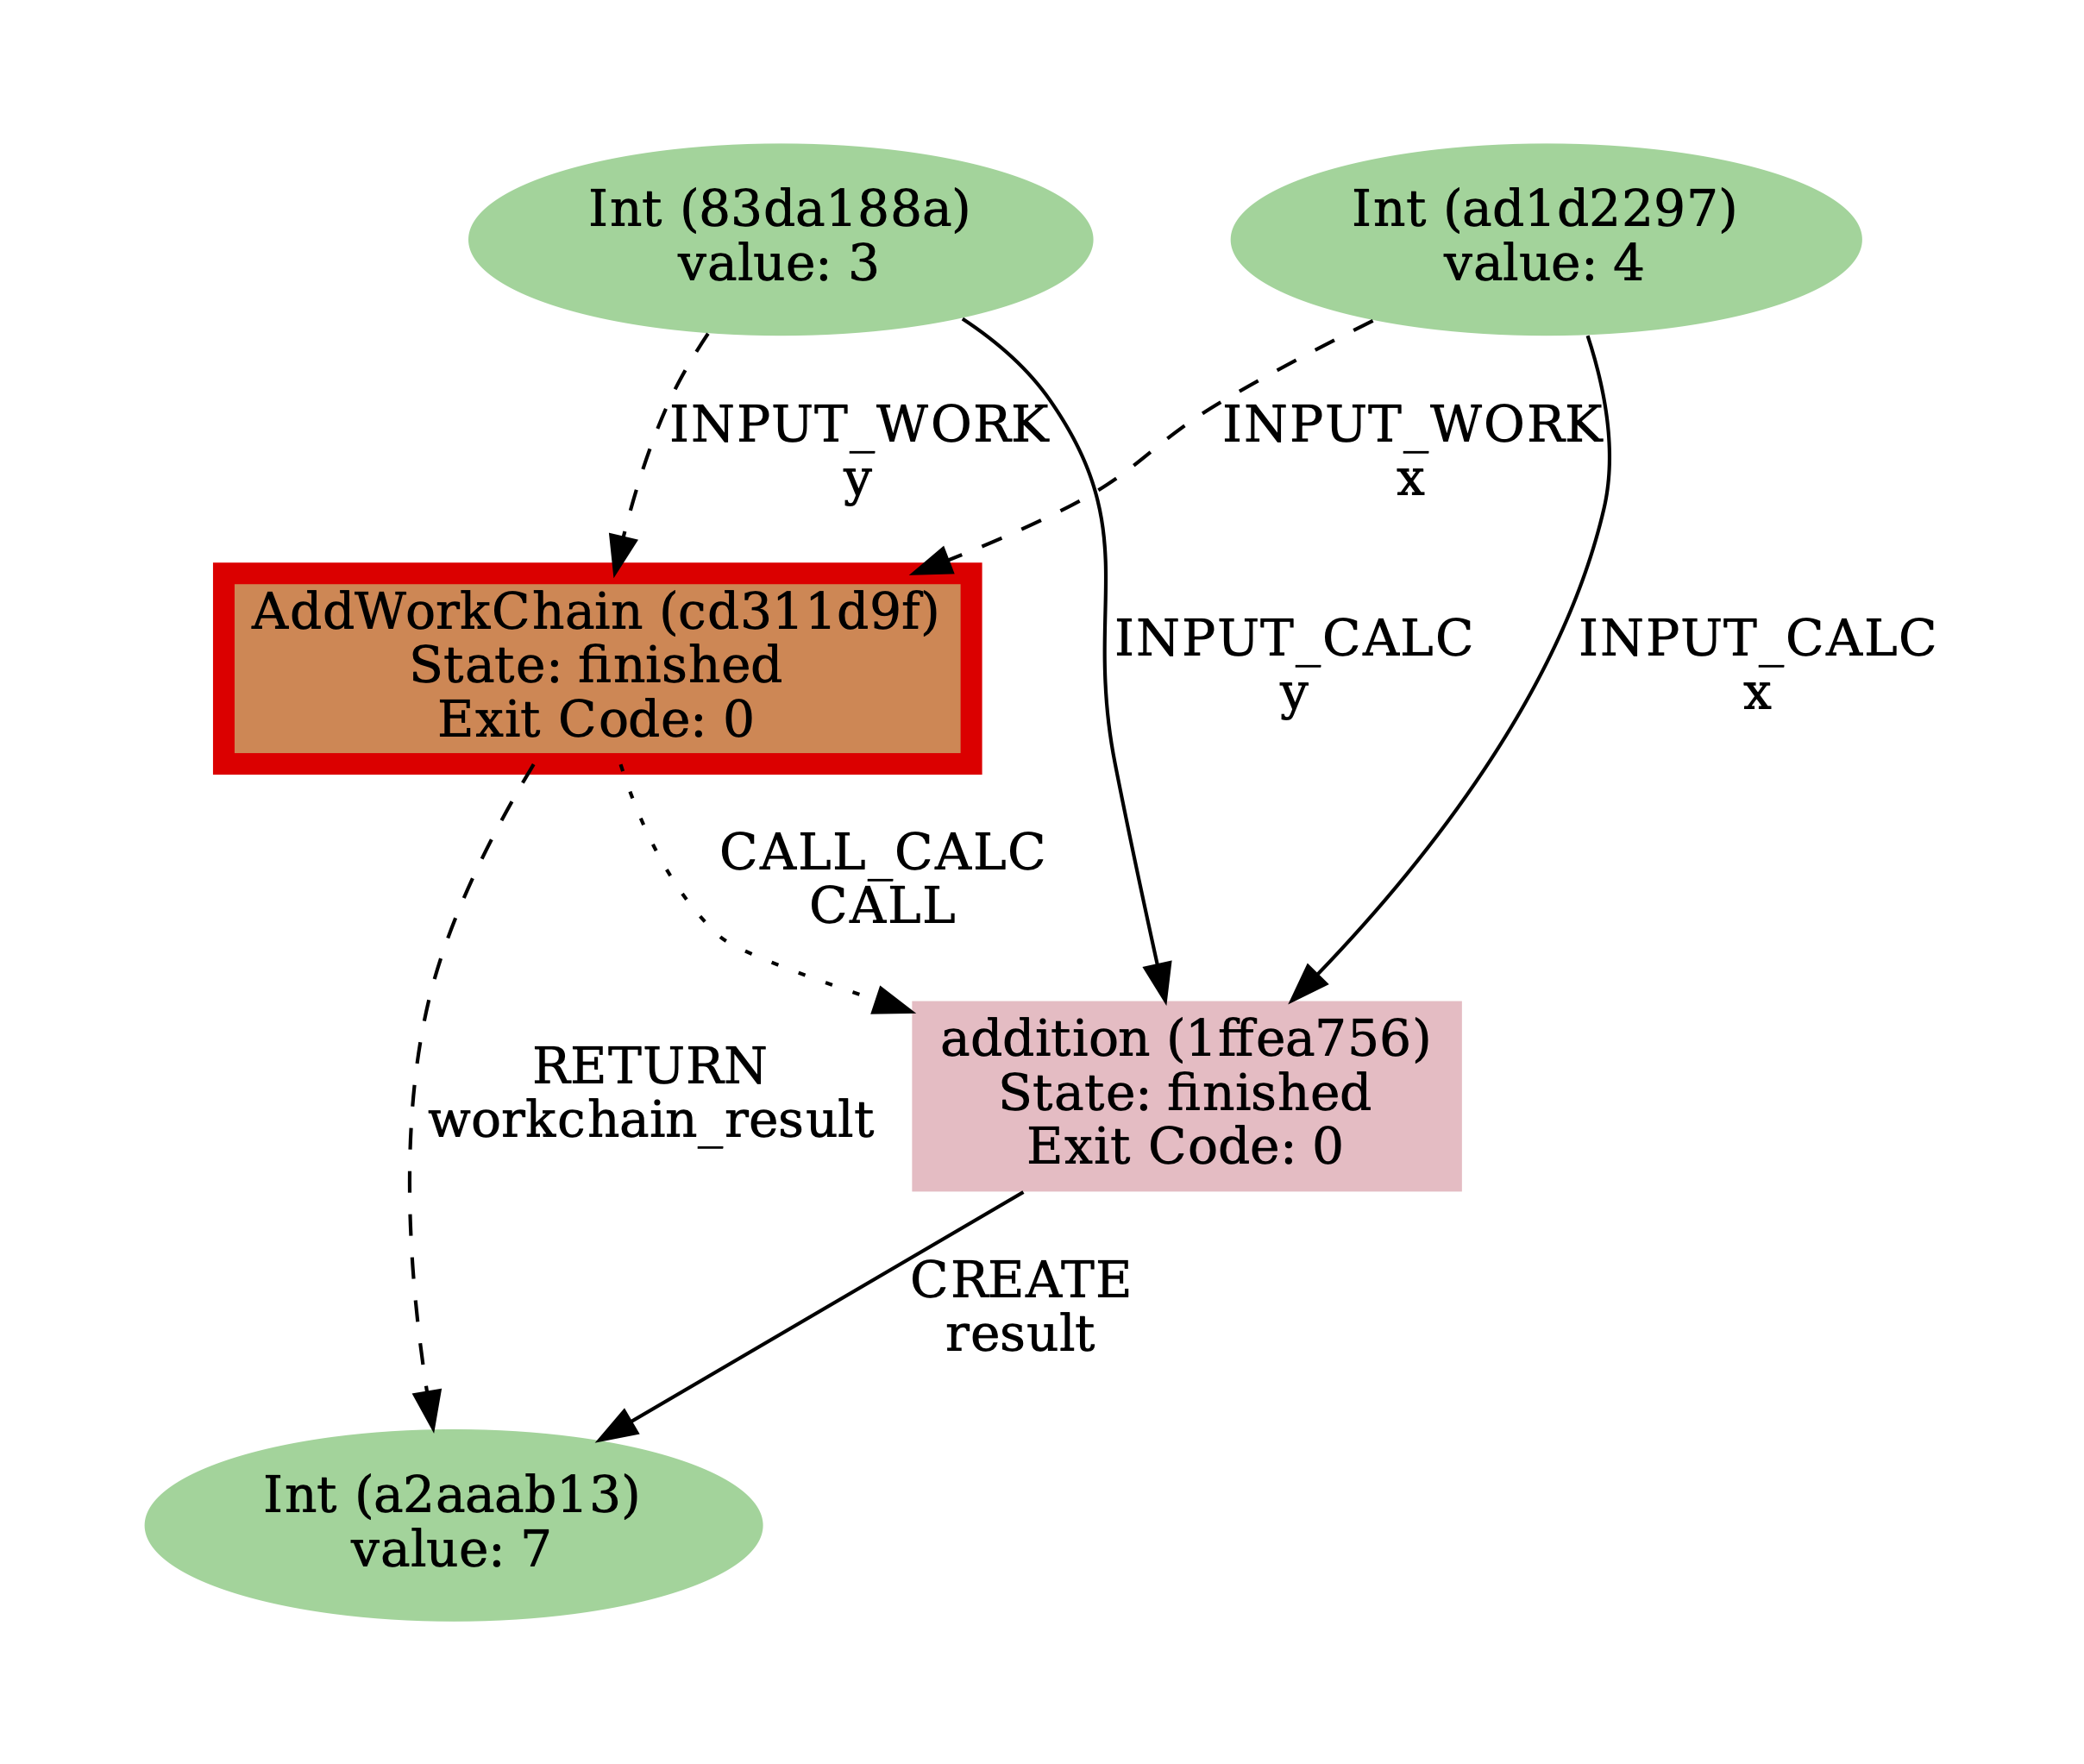 Int (83da188a)
value: 3
Int (ad1d2297)
value: 4
INPUT_WORK
y
INPUT_WORK
x
AddWorkChain (cd311d9f)
State: finished
Exit Code: 0
INPUT_CALC
y
INPUT_CALC
x
CALL_CALC
CALL
RETURN
workchain_result
addition (1ffea756)
State: finished
Exit Code: 0
CREATE
result
Int (a2aaab13)
value: 7